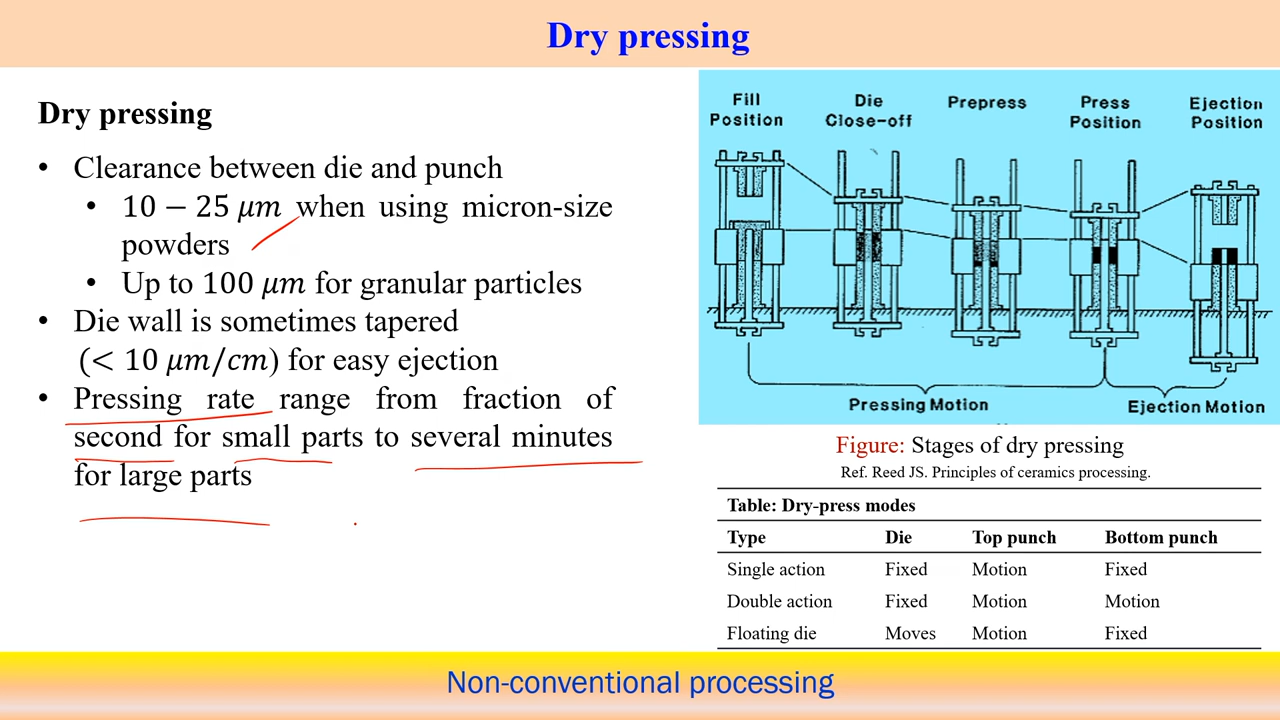 Dry pressing
Dry pressing
• Clearance between die and punch
• 10 − 25 μm when using micron-size
powders
• Up to 100 μm for granular particles
• Die wall is sometimes tapered
(< 10 μm/cm) for easy ejection
• Pressing rate range from fraction of
second for small parts to several minutes
for large parts
Fill
Position
Die
Close-off
Prepress
Press
Position
Ejection
Position
Pressing Motion
Ejection Motion
Figure: Stages of dry pressing
Ref. Reed JS. Principles of ceramics processing.
Table: Dry-press modes
Type Die Top punch Bottom punch
Single action Fixed Motion Fixed
Double action Fixed Motion Motion
Floating die Moves Motion Fixed
Non-conventional processing